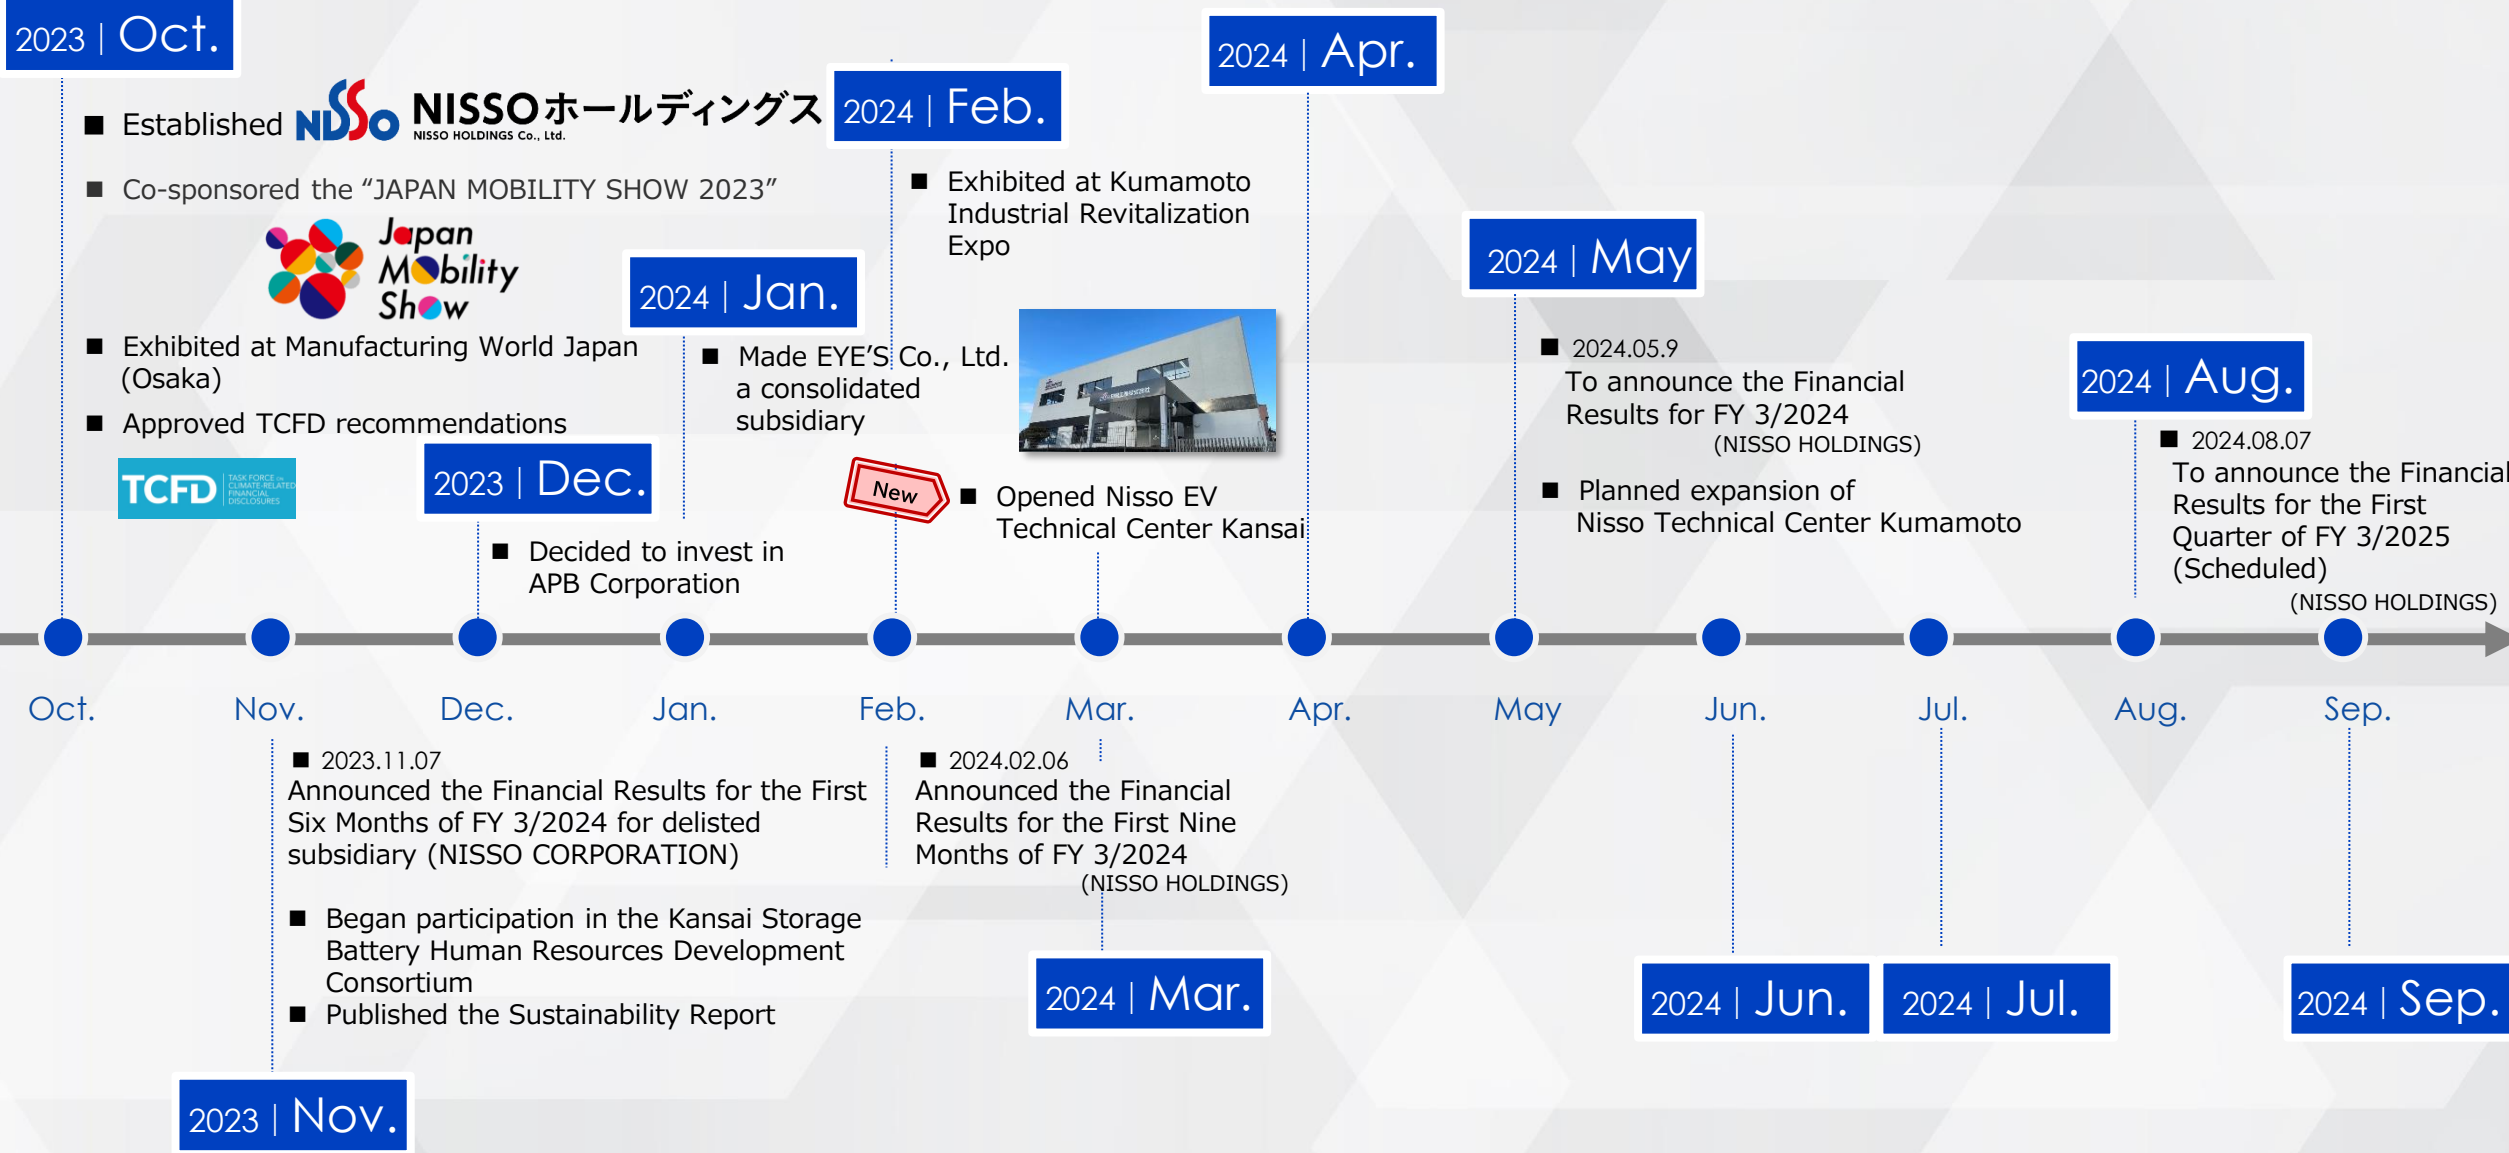 2023 | Oct.
■ Established NISSO NISSOホールディングス
NISSO HOLDINGS Co., Ltd.
■ Co-sponsored the “JAPAN MOBILITY SHOW 2023”
Japan
Mobility
Show
■ Exhibited at Manufacturing World Japan
(Osaka)
■ Approved TCFD recommendations
TCFD
TASK FORCE ON
CLIMATE-RELATED
FINANCIAL
DISCLOSURES
2023 | Dec.
■ Decided to invest in
APB Corporation
2024 | Jan.
■ Made EYE’S Co., Ltd.
a consolidated
subsidiary
2024 | Feb.
■ Exhibited at Kumamoto
Industrial Revitalization
Expo
New
■ Opened Nisso EV
Technical Center Kansai
2024 | Apr.
2024 | May
■ 2024.05.9
To announce the Financial
Results for FY 3/2024
(NISSO HOLDINGS)
■ Planned expansion of
Nisso Technical Center Kumamoto
2024 | Aug.
■ 2024.08.07
To announce the Financial
Results for the First
Quarter of FY 3/2025
(Scheduled)
(NISSO HOLDINGS)
Oct. Nov. Dec. Jan. Feb. Mar. Apr. May Jun. Jul. Aug. Sep.
■ 2023.11.07
Announced the Financial Results for the First
Six Months of FY 3/2024 for delisted
subsidiary (NISSO CORPORATION)
■ Began participation in the Kansai Storage
Battery Human Resources Development
Consortium
■ Published the Sustainability Report
2023 | Nov.
■ 2024.02.06
Announced the Financial
Results for the First Nine
Months of FY 3/2024
(NISSO HOLDINGS)
2024 | Mar.
2024 | Jun.
2024 | Jul.
2024 | Sep.